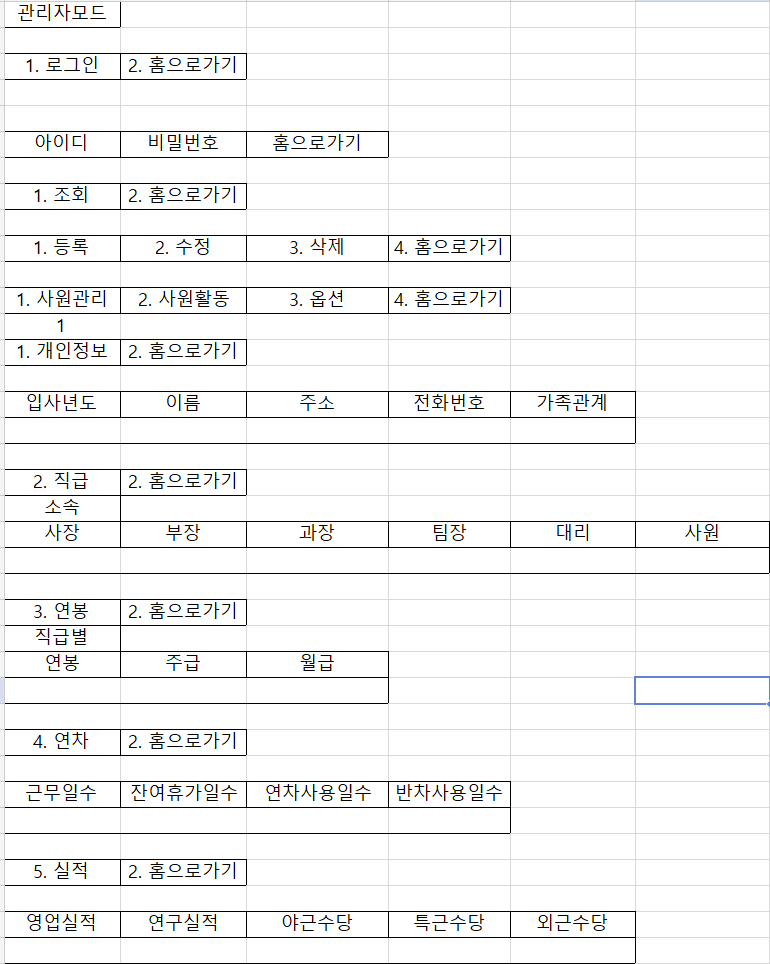 관리자모드
1. 로그인 2. 홈으로가기
아이디 비밀번호 홈으로가기
1. 조회 2. 홈으로가기
1. 등록 2. 수정 3. 삭제 4. 홈으로가기
1. 사원관리 2. 사원활동 3. 옵션 4. 홈으로가기
1
1. 개인정보 2. 홈으로가기
입사년도 이름 주소 전화번호 가족관계
2. 직급 2. 홈으로가기
소속
사장 부장 과장 팀장 대리 사원
3. 연봉 2. 홈으로가기
직급별
연봉 주급 월급
4. 연차 2. 홈으로가기
근무일수 잔여휴가일수 연차사용일수 반차사용일수
5. 실적 2. 홈으로가기
영업실적 연구실적 야근수당 특근수당 외근수당